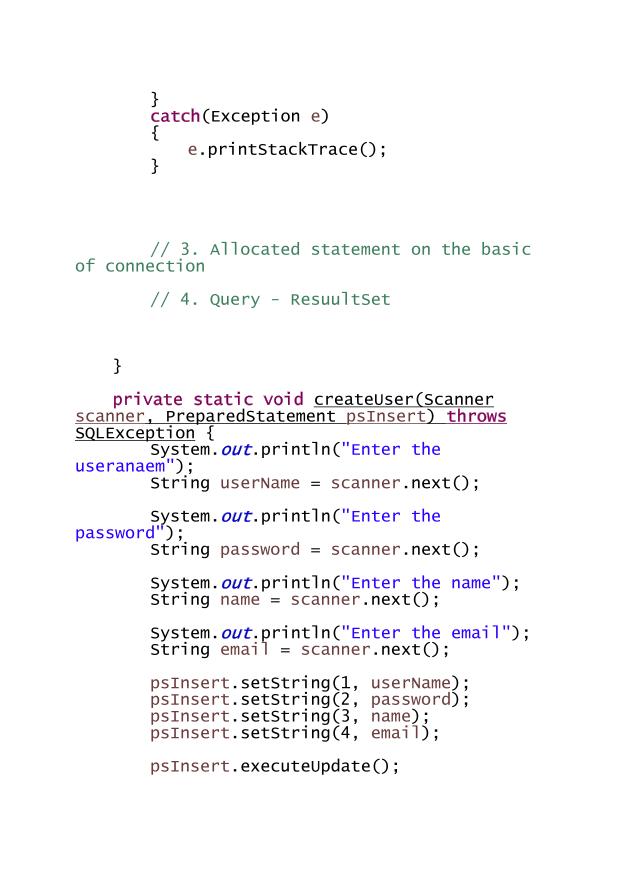 }
catch(Exception e)
{
e.printStackTrace();
}
// 3. Allocated statement on the basic
of connection
// 4. Query - ResuultSet
}
private static void createUser(Scanner
scanner, PreparedStatement psInsert) throws
SQLException {
System.out.println("Enter the
useranaem");
String userName = scanner.next();
System.out.println("Enter the
password");
String password = scanner.next();
System.out.println("Enter the name");
String name = scanner.next();
System.out.println("Enter the email");
String email = scanner.next();
psInsert.setString(1, userName);
psInsert.setString(2, password);
psInsert.setString(3, name);
psInsert.setString(4, email);
psInsert.executeUpdate();